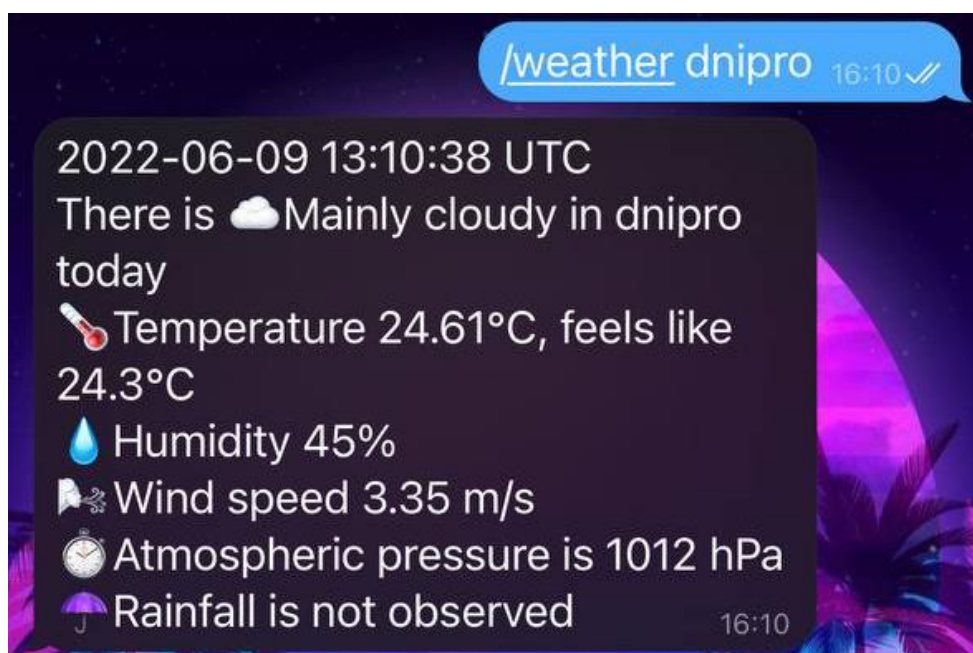 /weather dnipro 16:10
2022-06-09 13:10:38 UTC
There is ☁️Mainly cloudy in dnipro
today
🌡️Temperature 24.61°C, feels like
24.3°C
💧Humidity 45%
🌬️Wind speed 3.35 m/s
⏱️Atmospheric pressure is 1012 hPa
☂️Rainfall is not observed 16:10